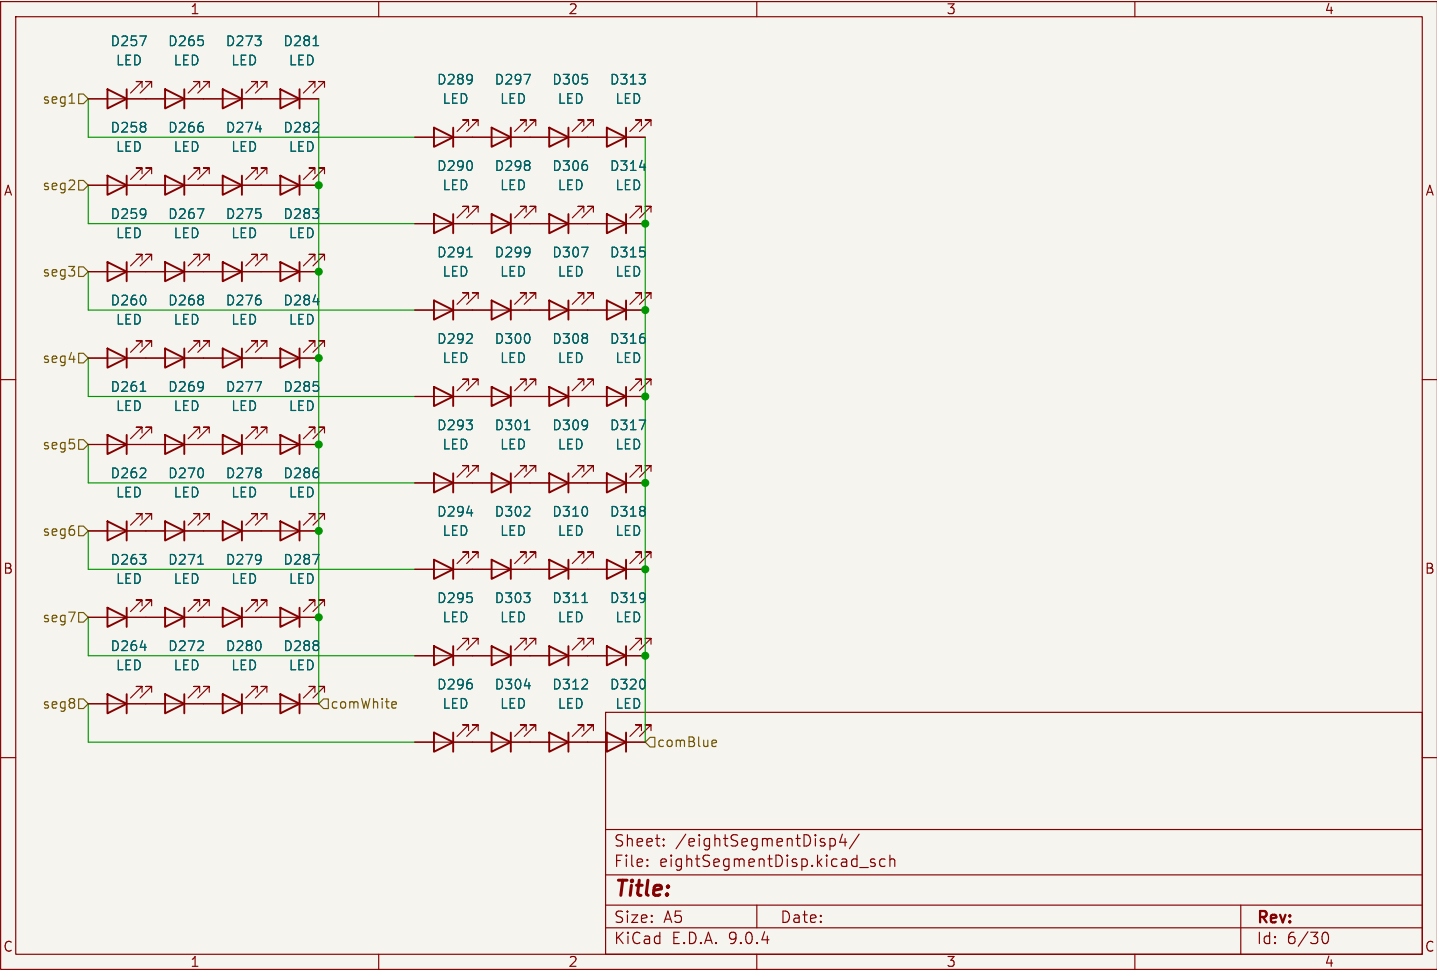 1 2 3 4
D257 D265 D273 D281
LED LED LED LED
D289 D297 D305 D313
LED LED LED LED
seg1
D258 D266 D274 D282
LED LED LED LED
D290 D298 D306 D314
LED LED LED LED
A A
seg2
D259 D267 D275 D283
LED LED LED LED
D291 D299 D307 D315
LED LED LED LED
seg3
D260 D268 D276 D284
LED LED LED LED
D292 D300 D308 D316
LED LED LED LED
seg4
D261 D269 D277 D285
LED LED LED LED
D293 D301 D309 D317
LED LED LED LED
seg5
D262 D270 D278 D286
LED LED LED LED
D294 D302 D310 D318
LED LED LED LED
seg6
D263 D271 D279 D287
LED LED LED LED
B B
D295 D303 D311 D319
LED LED LED LED
seg7
D264 D272 D280 D288
LED LED LED LED
D296 D304 D312 D320
LED LED LED LED
seg8 comWhite
comBlue
Sheet: /eightSegmentDisp4/
File: eightSegmentDisp.kicad_sch
Title:
Size: A5 Date: Rev:
KiCad E.D.A. 9.0.4 Id: 6/30
C C
1 2 3 4